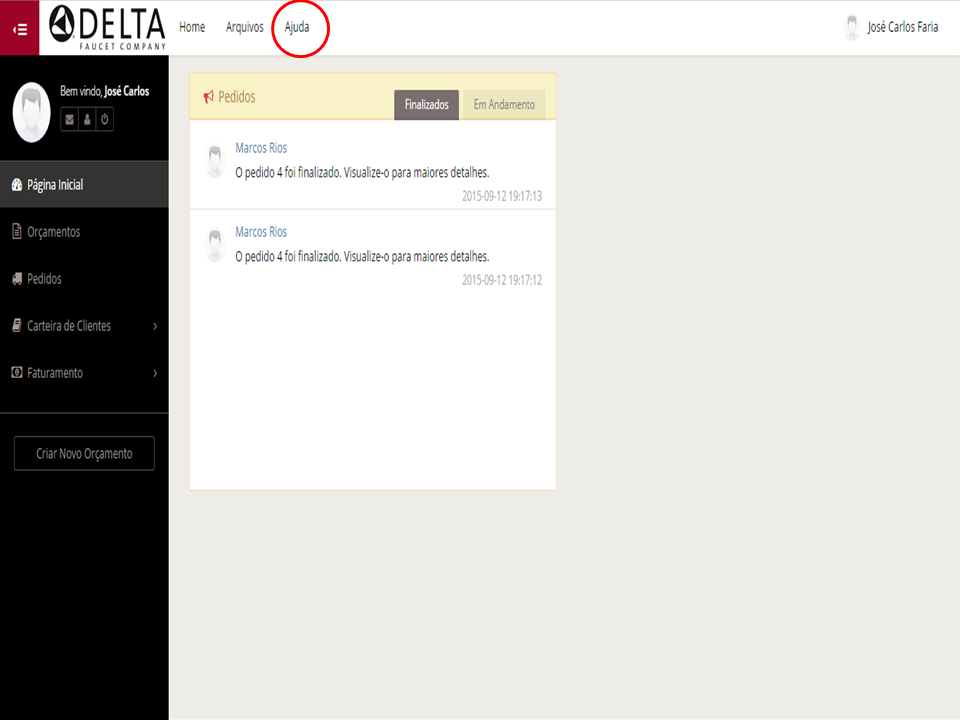 DELTA
FAUCET COMPANY
Home Arquivos Ajuda
José Carlos Faria
Bem vindo, José Carlos
Página Inicial
Orçamentos
Pedidos
Carteira de Clientes
Faturamento
Criar Novo Orçamento
Pedidos
Finalizados Em Andamento
Marcos Rios
O pedido 4 foi finalizado. Visualize-o para maiores detalhes.
2015-09-12 19:17:13
Marcos Rios
O pedido 4 foi finalizado. Visualize-o para maiores detalhes.
2015-09-12 19:17:12